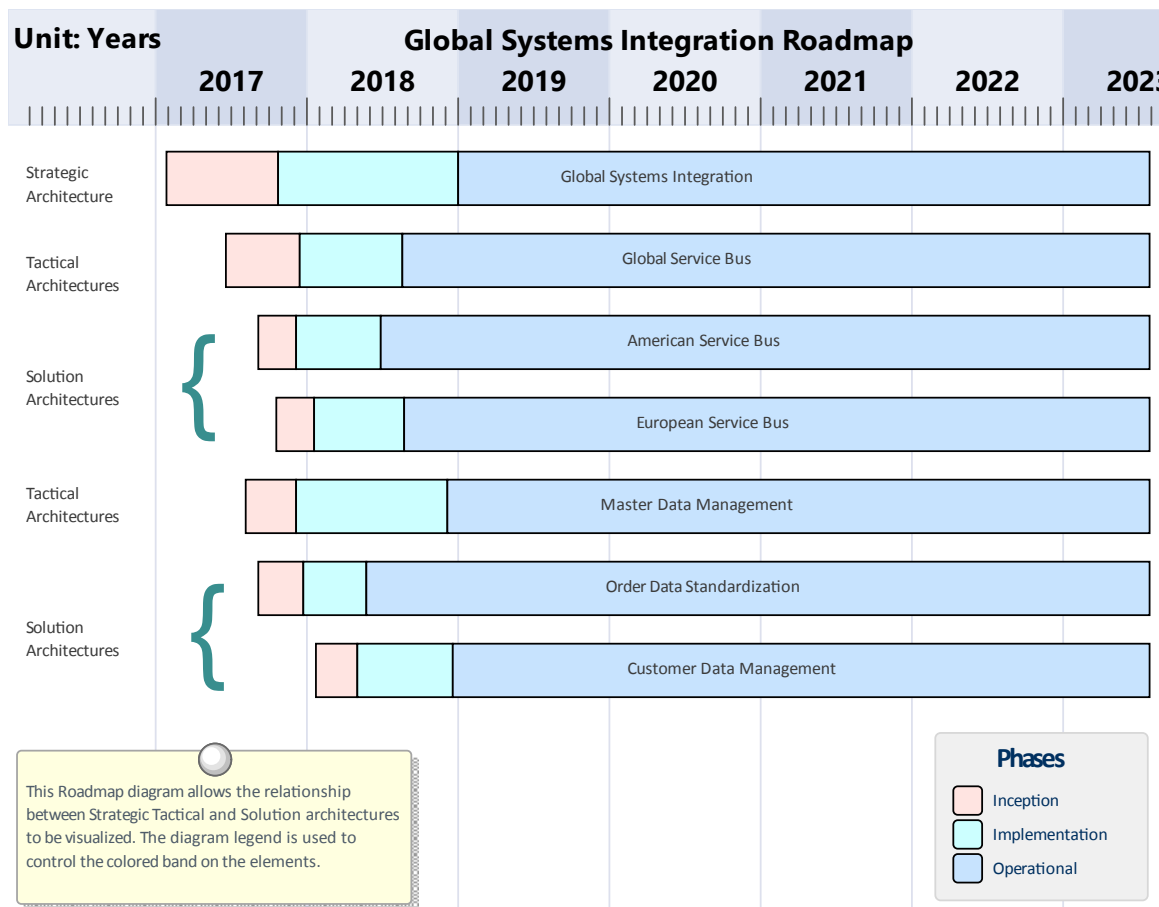 Unit: Years
Global Systems Integration Roadmap
2017 2018 2019 2020 2021 2022 2023
Strategic
Architecture
Global Systems Integration
Tactical
Architectures
Global Service Bus
Solution
Architectures
American Service Bus
European Service Bus
Tactical
Architectures
Master Data Management
Solution
Architectures
Order Data Standardization
Customer Data Management
This Roadmap diagram allows the relationship
between Strategic Tactical and Solution architectures
to be visualized. The diagram legend is used to
control the colored band on the elements.
Phases
Inception
Implementation
Operational